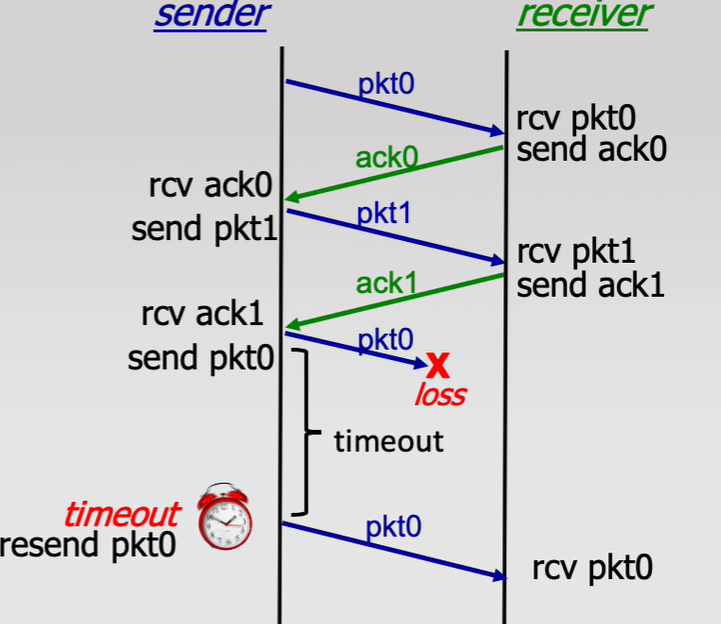 sender
receiver
pkt0
rcv pkt0
send ack0
ack0
rcv ack0
send pkt1
pkt1
rcv pkt1
send ack1
ack1
rcv ack1
send pkt0
pkt0
X
loss
timeout
timeout
resend pkt0
pkt0
rcv pkt0